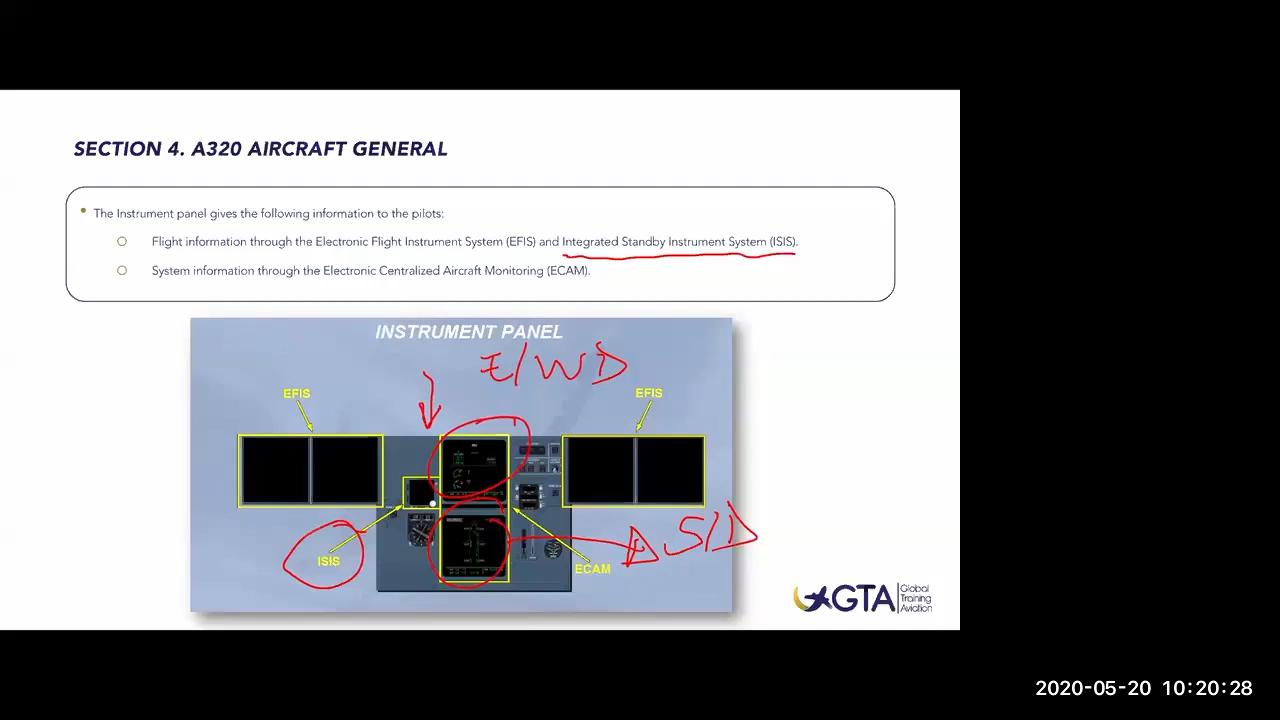 SECTION 4. A320 AIRCRAFT GENERAL
• The Instrument panel gives the following information to the pilots:
Flight information through the Electronic Flight Instrument System (EFIS) and Integrated Standby Instrument System (ISIS).
System information through the Electronic Centralized Aircraft Monitoring (ECAM).
INSTRUMENT PANEL
E/WD
EFIS
EFIS
S/D
ISIS
ECAM
GTA Global
Training
Aviation
2020-05-20 10:20:28